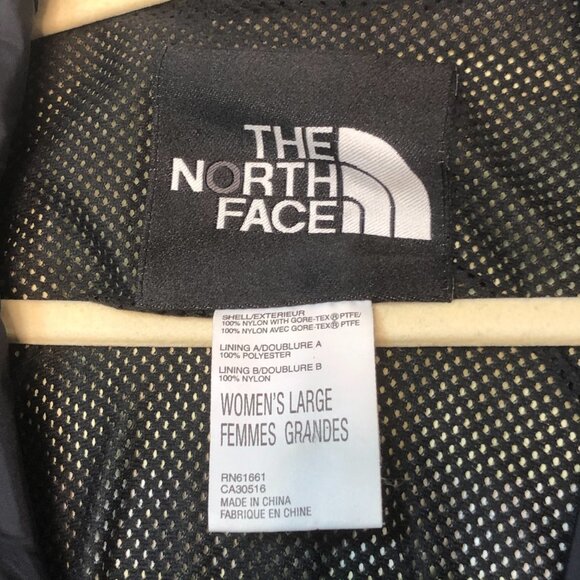 THE
NORTH
FACE
SHELL/EXTERIEUR
100% NYLON WITH GORE-TEX® PTFE/
100% NYLON AVEC GORE-TEX® PTFE
LINING A/DOUBLURE A
100% POLYESTER
LINING B/DOUBLURE B
100% NYLON
WOMEN'S LARGE
FEMMES GRANDES
RN61661
CA30516
MADE IN CHINA
FABRIQUE EN CHINE